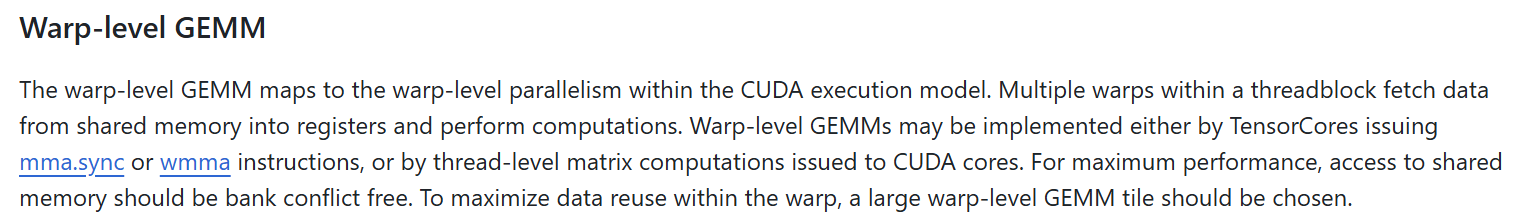 Warp-level GEMM
The warp-level GEMM maps to the warp-level parallelism within the CUDA execution model. Multiple warps within a threadblock fetch data
from shared memory into registers and perform computations. Warp-level GEMMs may be implemented either by TensorCores issuing
mma.sync or wmma instructions, or by thread-level matrix computations issued to CUDA cores. For maximum performance, access to shared
memory should be bank conflict free. To maximize data reuse within the warp, a large warp-level GEMM tile should be chosen.